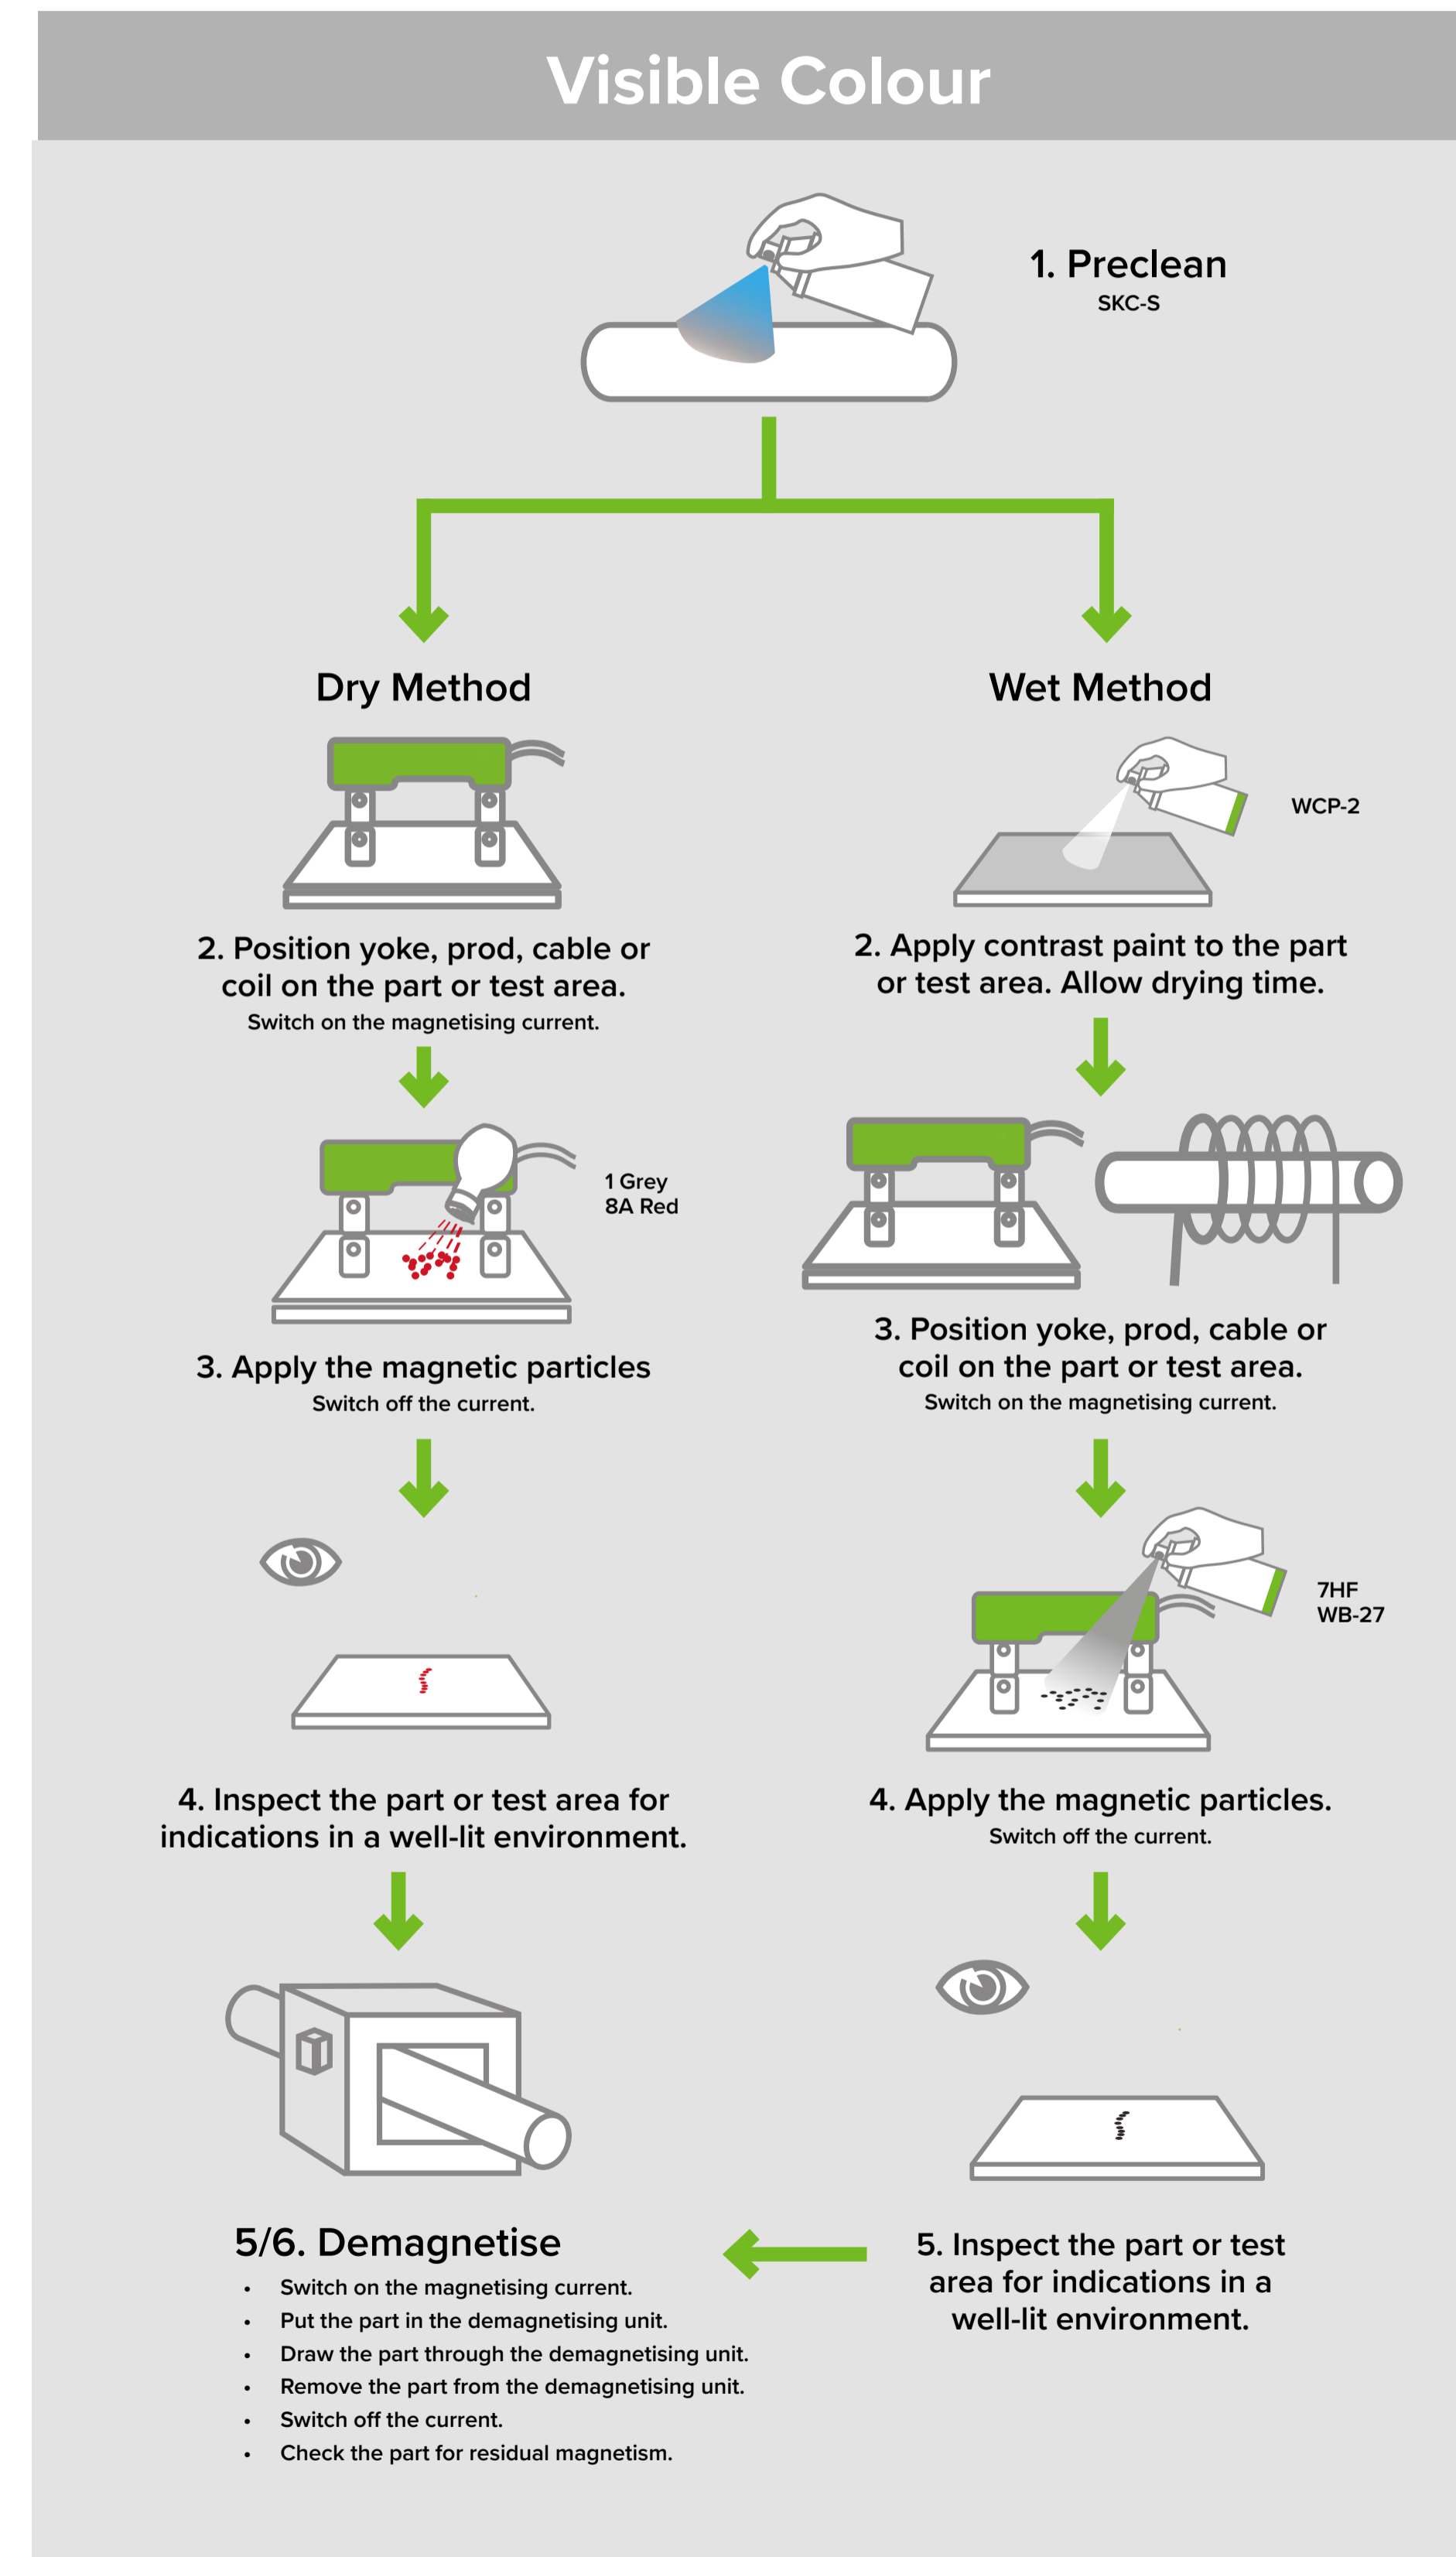 Visible Colour
1. Preclean
SKC-S
Dry Method
2. Position yoke, prod, cable or
coil on the part or test area.
Switch on the magnetising current.
1 Grey
8A Red
3. Apply the magnetic particles
Switch off the current.
4. Inspect the part or test area for
indications in a well-lit environment.
Wet Method
WCP-2
2. Apply contrast paint to the part
or test area. Allow drying time.
3. Position yoke, prod, cable or
coil on the part or test area.
Switch on the magnetising current.
7HF
WB-27
4. Apply the magnetic particles.
Switch off the current.
5. Inspect the part or test
area for indications in a
well-lit environment.
5/6. Demagnetise
• Switch on the magnetising current.
• Put the part in the demagnetising unit.
• Draw the part through the demagnetising unit.
• Remove the part from the demagnetising unit.
• Switch off the current.
• Check the part for residual magnetism.